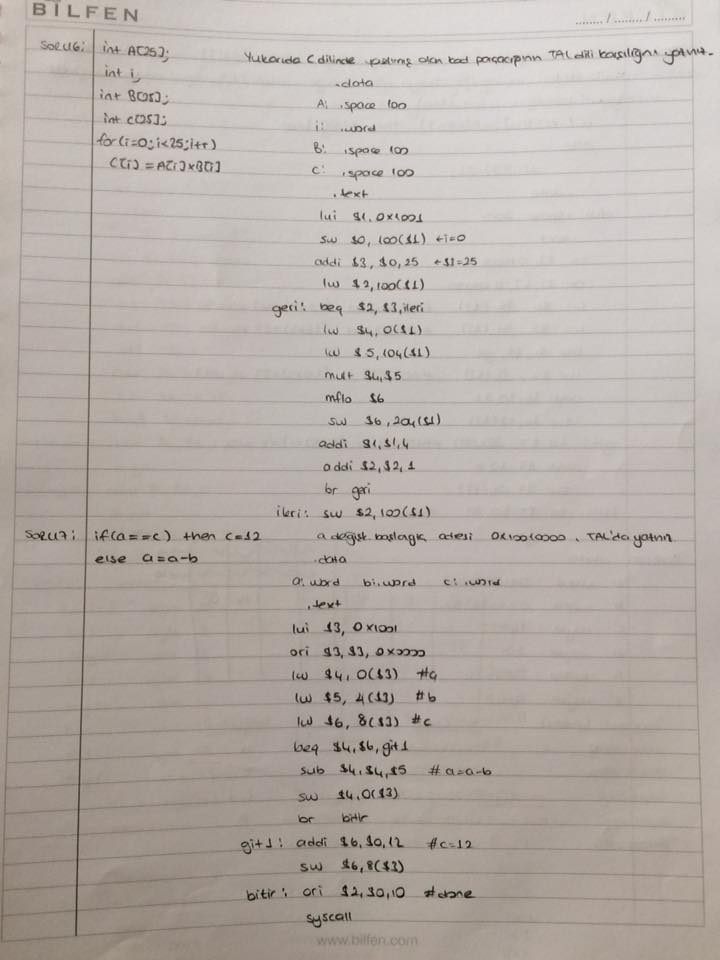 BİLFEN
...... / ...... / ......
Soru6: int A[25]; Yukarıda C dilinde yazılmış olan kod parçacığının TAL dili karşılığını yazınız.
int i; .data
int B[25]; A: .space 100
int C[25]; i: .word
for(i=0;i<25;i++) B: .space 100
C[i]=A[i]*B[i] C: .space 100
.text
lui $1,0x1001
sw $0, 100($1) ←i=0
addi $3, $0,25 ←$3=25
lw $2,100($1)
geri: beq $2,$3,ileri
lw $4, 0($1)
lw $5,104($1)
mult $4,$5
mflo $6
sw $6,204($1)
addi $1,$1,4
addi $2,$2,1
br geri
ileri: sw $2,100($1)
Soru7: if(a==c) then c=12 a değişk. başlangıç adresi 0x10010000, TAL'da yazınız
else a=a-b .data
a:.word b:.word c:.word
.text
lui $3, 0x1001
ori $3,$3,0x0000
lw $4, 0($3) #a
lw $5, 4($3) #b
lw $6, 8($3) #c
beq $4,$6,git1
sub $4,$4,$5 #a=a-b
sw $4,0($3)
br bitir
git1: addi $6,$0,12 #c=12
sw $6,8($3)
bitir: ori $2,$0,10 #done
syscall
www.bilfen.com